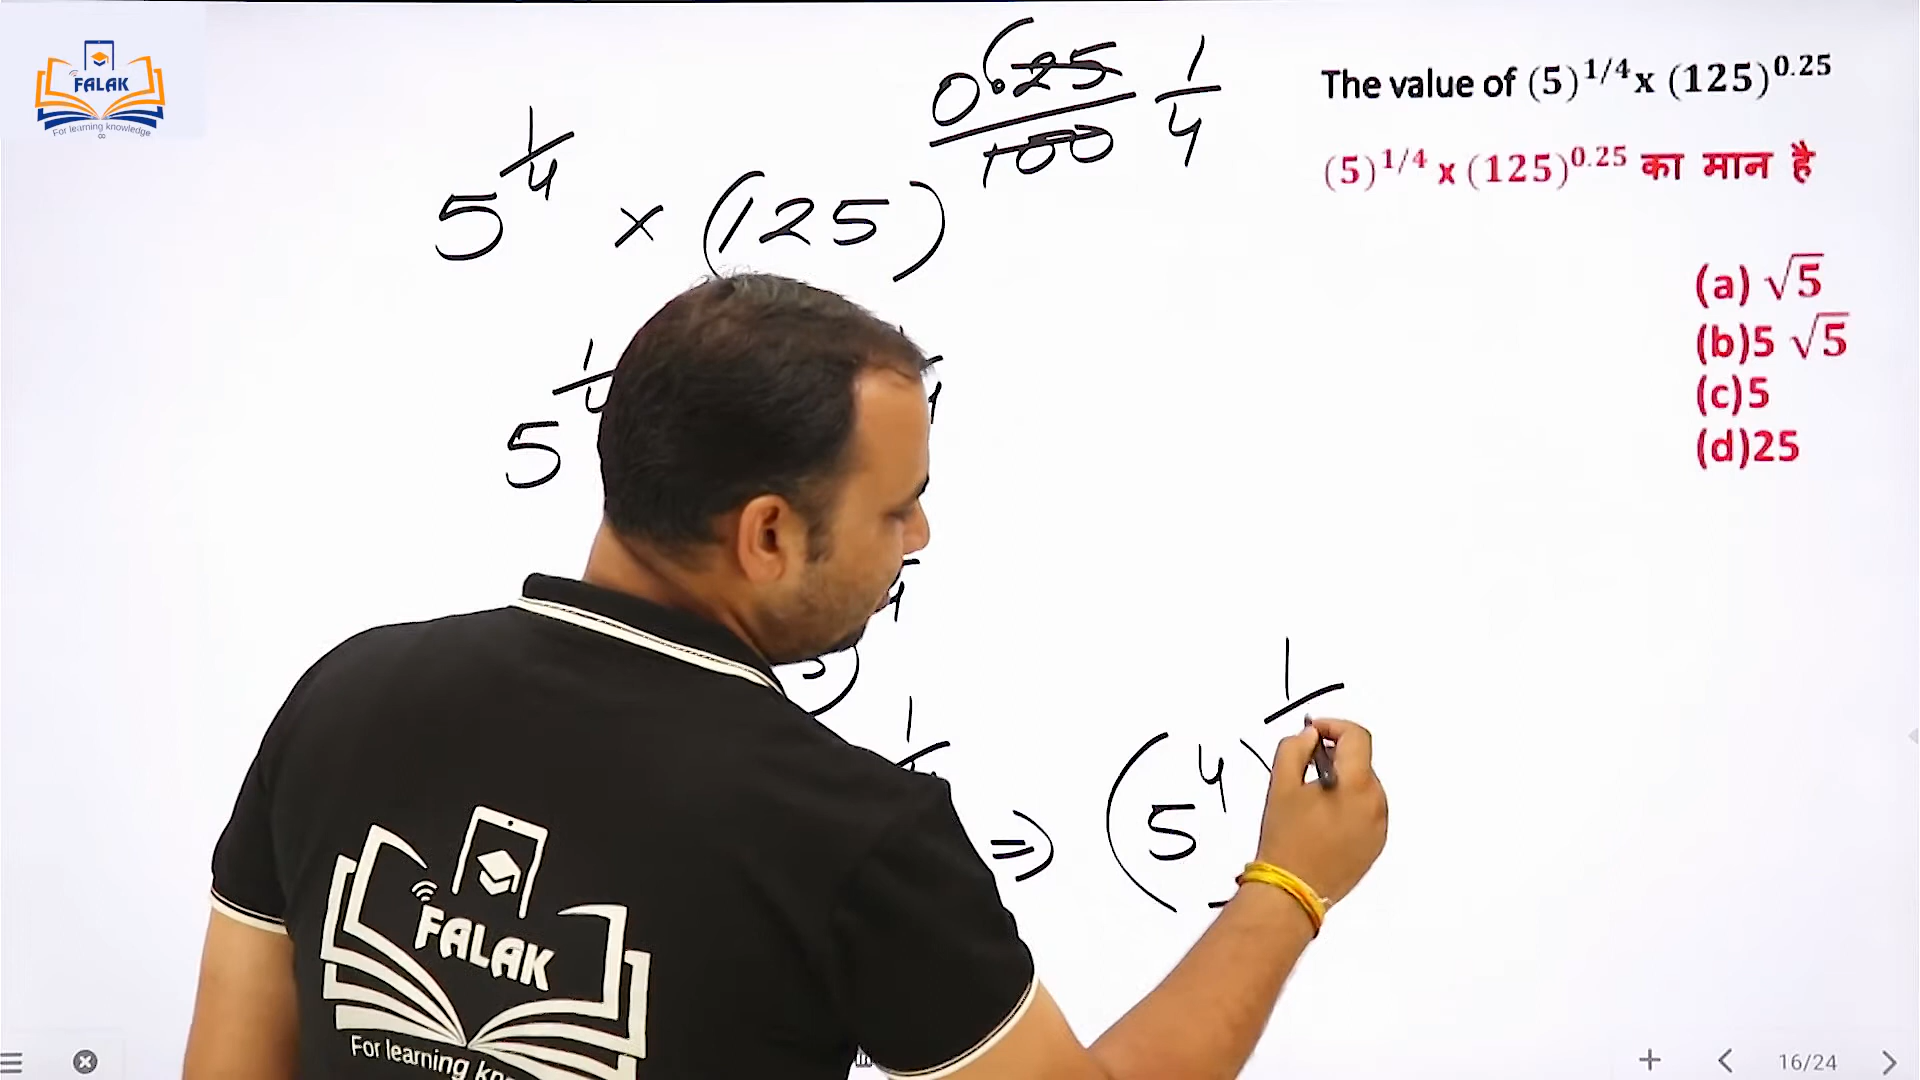 FALAK
For learning knowledge
The value of (5)^{1/4} x (125)^{0.25}
(5)^{1/4} x (125)^{0.25} का मान है
(a) √5
(b)5 √5
(c)5
(d)25
0.25/100 1/4
5^{1/4} × (125)
5
⇒ (5^4)^{1/
FALAK
For learning
16/24